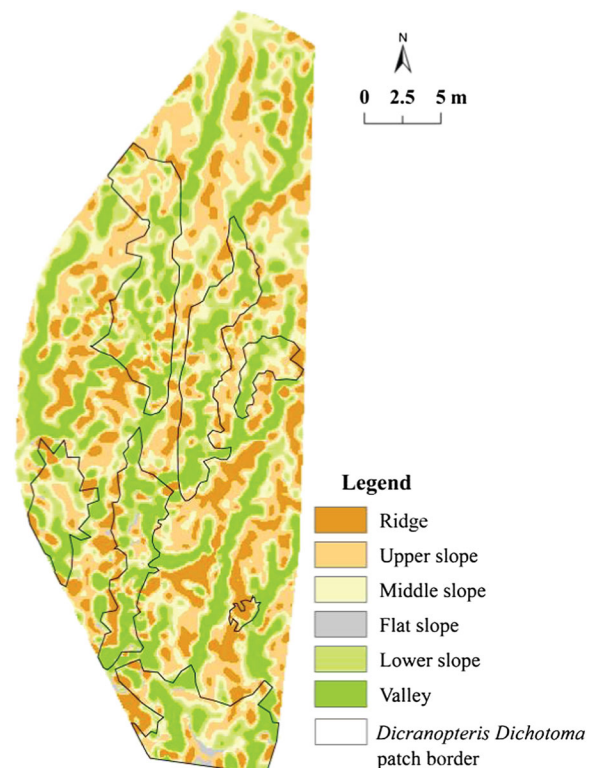 N
0 2.5 5 m
Legend
Ridge
Upper slope
Middle slope
Flat slope
Lower slope
Valley
Dicranopteris Dichotoma
patch border